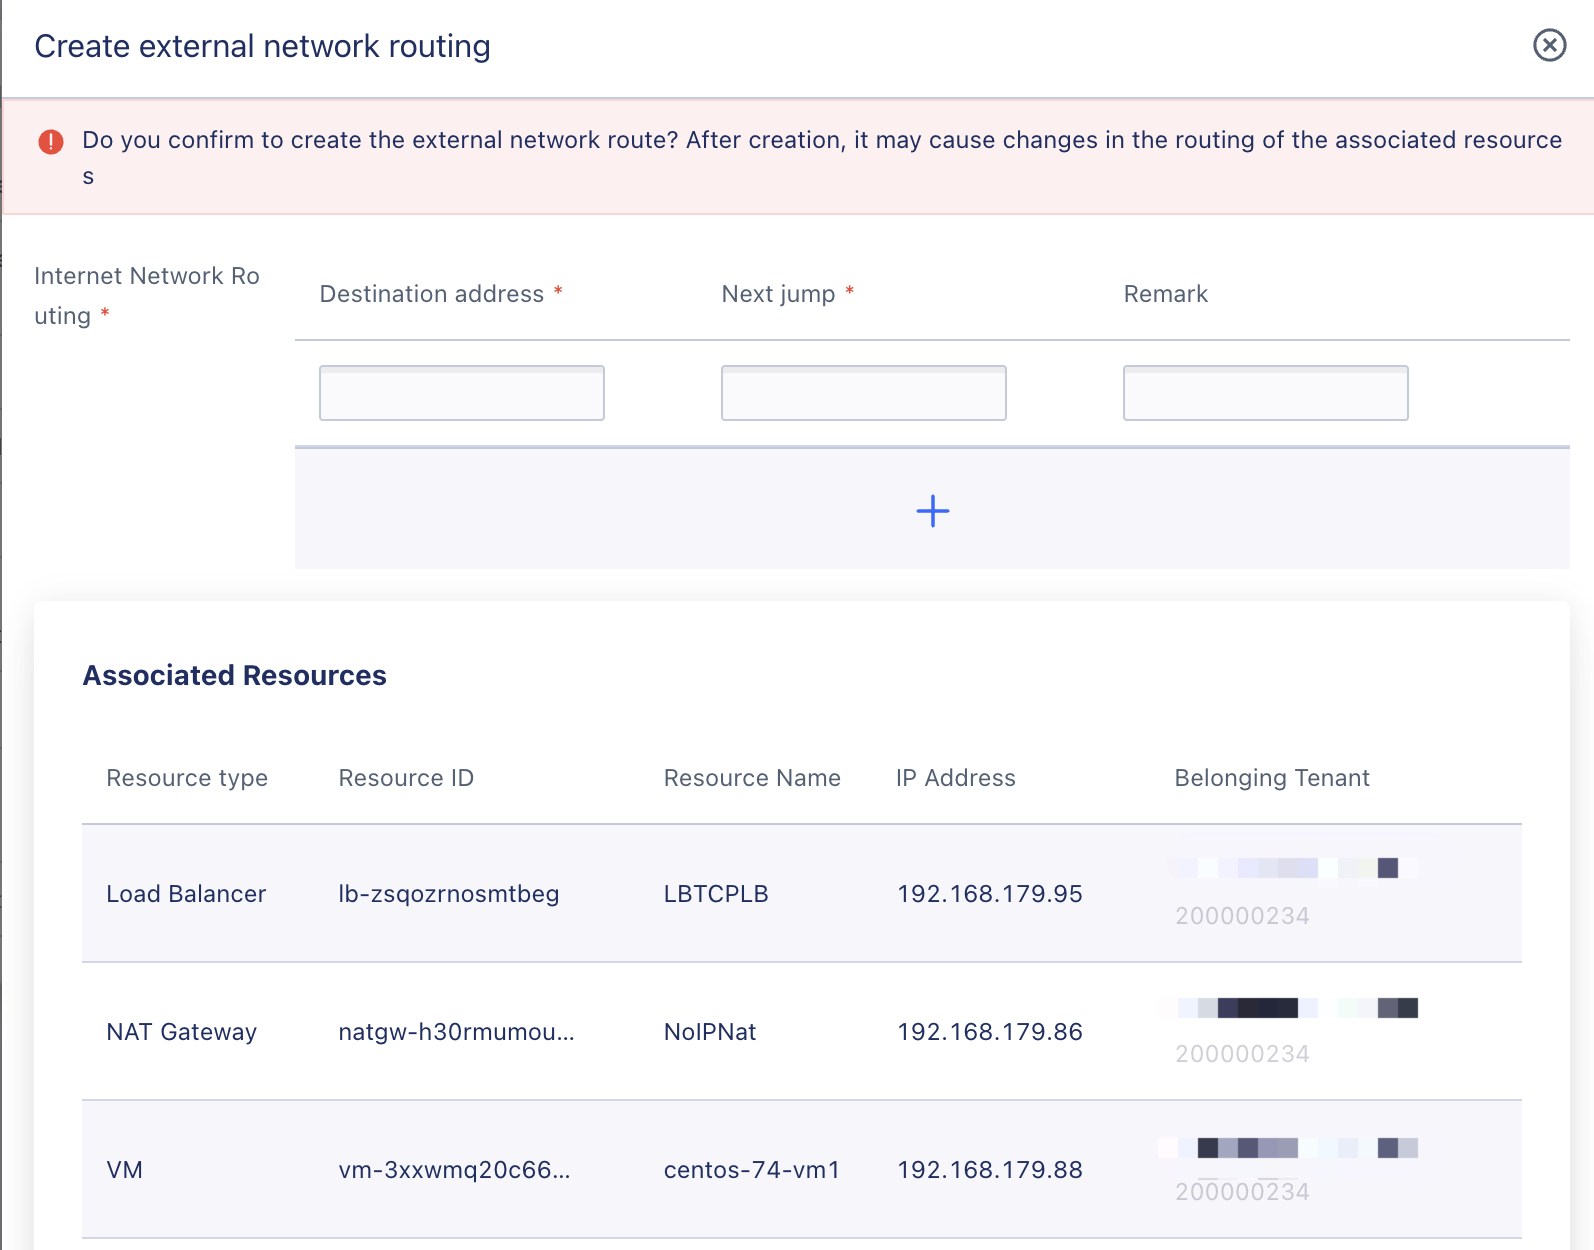 Create external network routing
Do you confirm to create the external network route? After creation, it may cause changes in the routing of the associated resource
s
Internet Network Ro
uting *
Destination address * Next jump * Remark
Associated Resources
Resource type Resource ID Resource Name IP Address Belonging Tenant
Load Balancer lb-zsqozrnosmtbeg LBTCPLB 192.168.179.95
200000234
NAT Gateway natgw-h30rmumou... NoIPNat 192.168.179.86
200000234
VM vm-3xxwmq20c66... centos-74-vm1 192.168.179.88
200000234